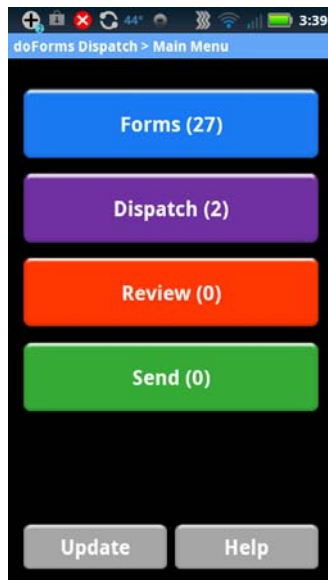 44° 3:39
doForms Dispatch > Main Menu
Forms (27)
Dispatch (2)
Review (0)
Send (0)
Update Help